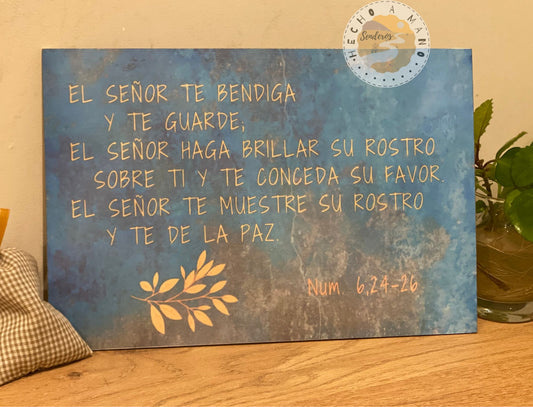 HECHO A MANO
Senderos
EL SEÑOR TE BENDIGA
Y TE GUARDE;
EL SEÑOR HAGA BRILLAR SU ROSTRO
SOBRE TI Y TE CONCEDA SU FAVOR.
EL SEÑOR TE MUESTRE SU ROSTRO
Y TE DE LA PAZ.
Num. 6,24-26